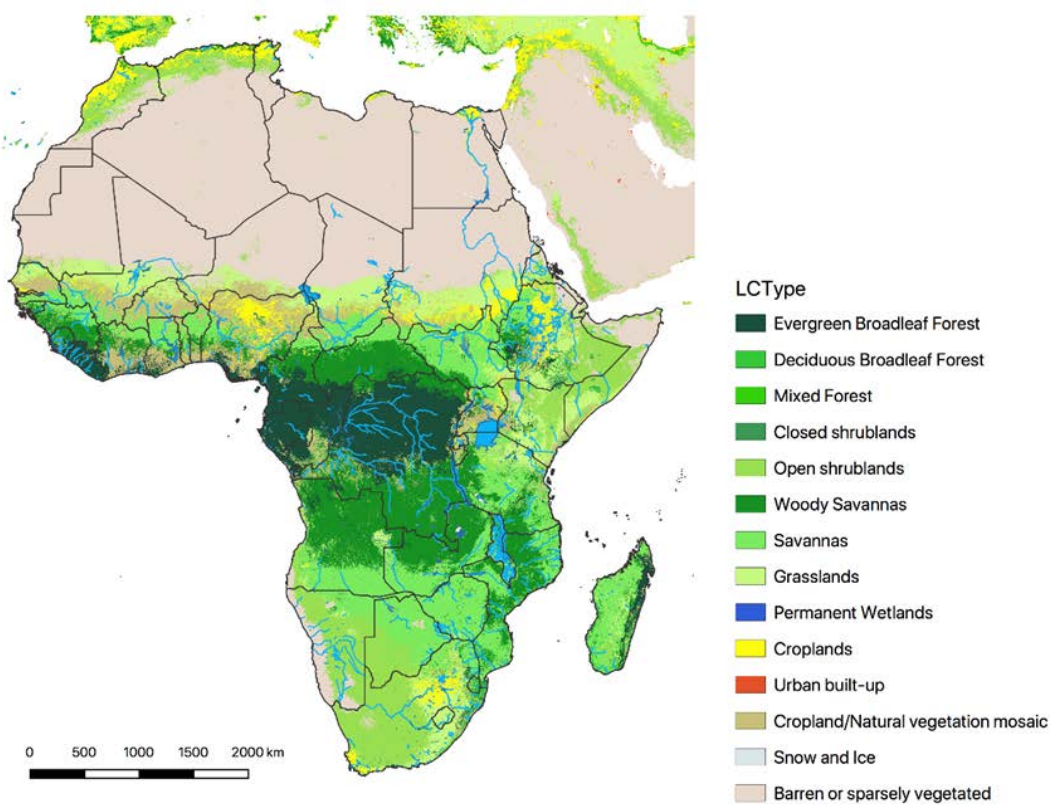 LCType
Evergreen Broadleaf Forest
Deciduous Broadleaf Forest
Mixed Forest
Closed shrublands
Open shrublands
Woody Savannas
Savannas
Grasslands
Permanent Wetlands
Croplands
Urban built-up
Cropland/Natural vegetation mosaic
Snow and Ice
Barren or sparsely vegetated
0 500 1000 1500 2000 km